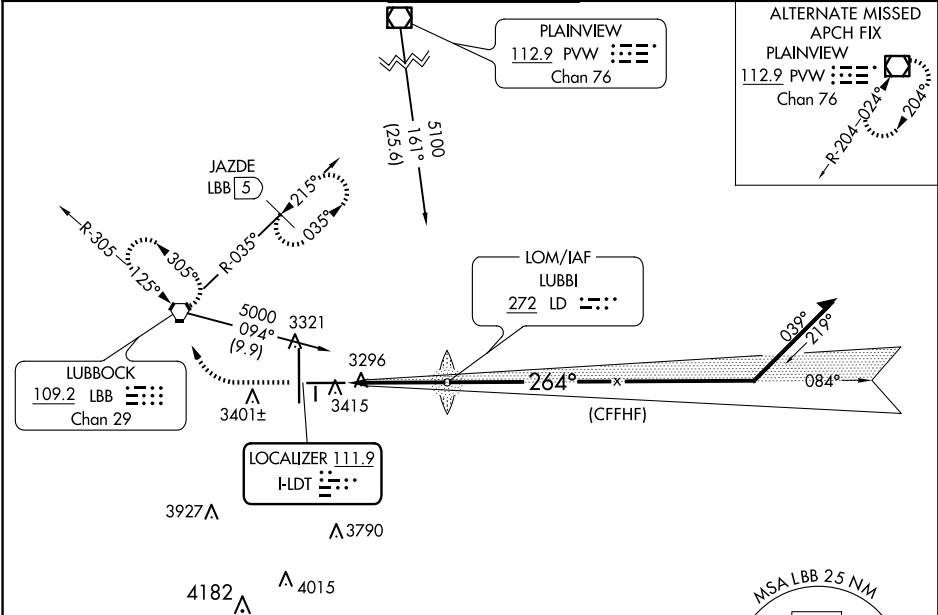 PLAINVIEW
112.9 PVW
Chan 76
ALTERNATE MISSED
APCH FIX
PLAINVIEW
112.9 PVW
Chan 76
R-204
024°
204°
5100
161°
(25.6)
JAZDE
LBB 5
215°
035°
R-035°
R-305
125°
305°
LOM/IAF
LUBBI
272 LD
5000
094°
(9.9)
3321
LUBBOCK
109.2 LBB
Chan 29
3401±
3415
3296
264°
x
(CFFHF)
039°
219°
084°
LOCALIZER 111.9
I-LDT
3927
3790
4182
4015
MSA LBB 25 NM